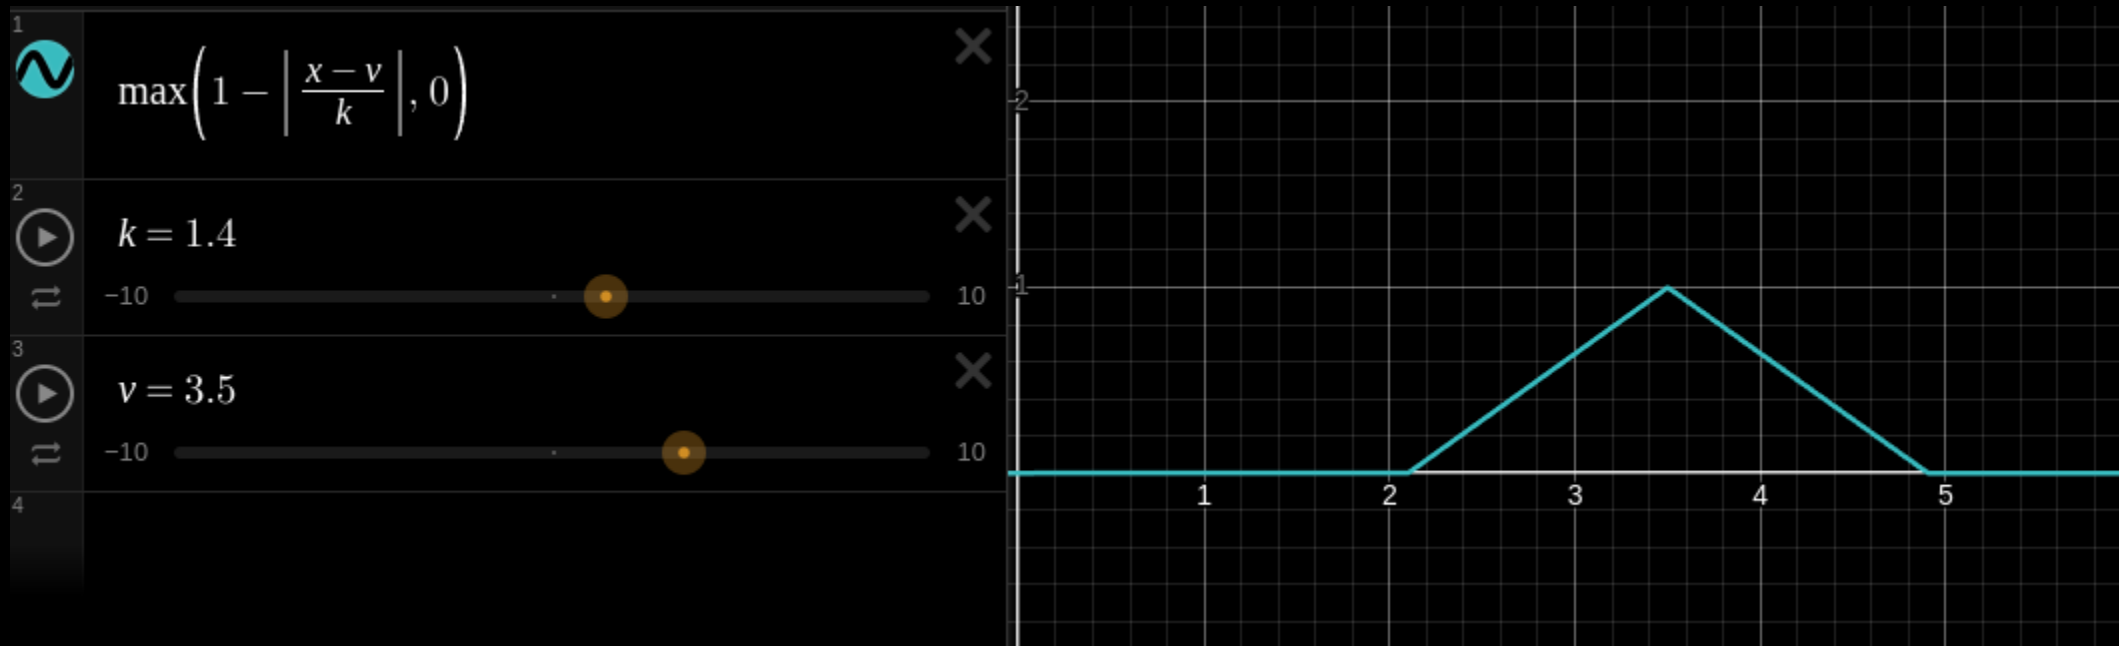 1
max(1 − |x − v / k|, 0)
2
k = 1.4
−10 10
3
v = 3.5
−10 10
4
2
1
1 2 3 4 5